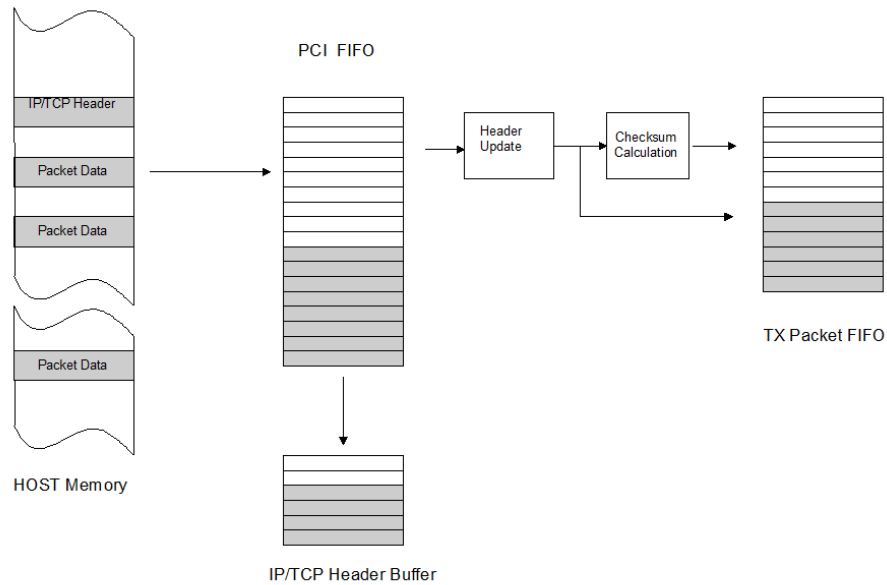 PCI FIFO
IP/TCP Header
Header
Update
Checksum
Calculation
Packet Data
Packet Data
TX Packet FIFO
Packet Data
HOST Memory
IP/TCP Header Buffer